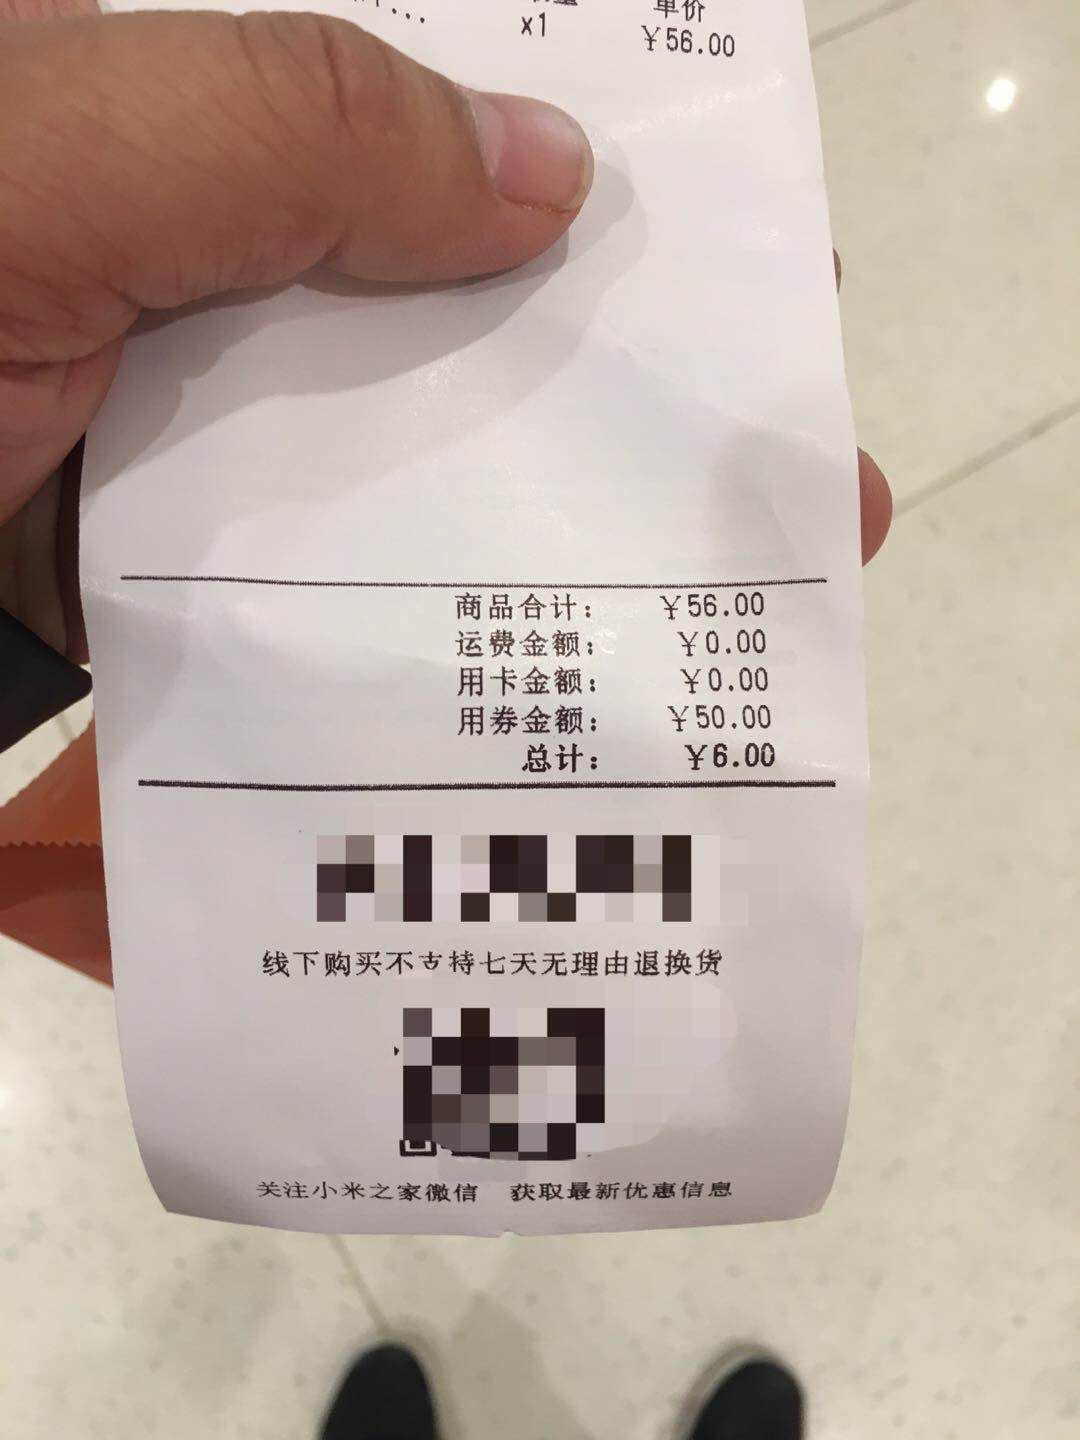 单价
x1 ￥56.00
商品合计： ￥56.00
运费金额： ￥0.00
用卡金额： ￥0.00
用券金额： ￥50.00
总计： ￥6.00
线下购买不支持七天无理由退换货
关注小米之家微信 获取最新优惠信息